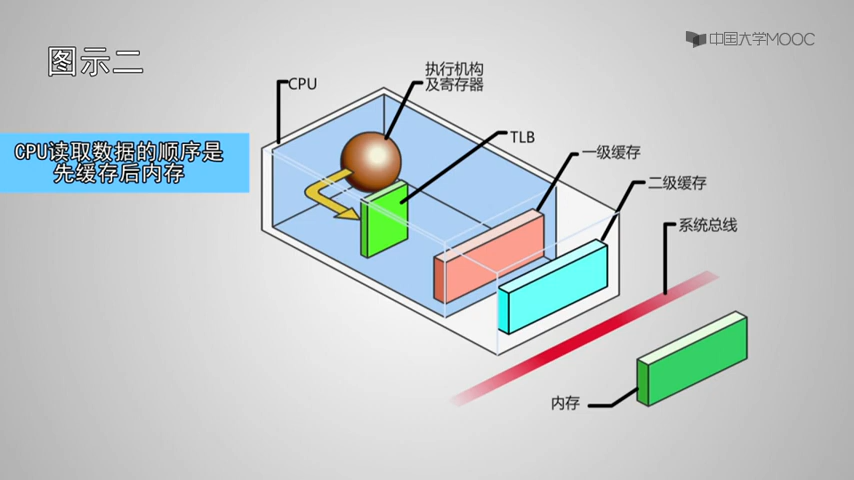 中国大学MOOC
图示二
CPU
执行机构
及寄存器
TLB
CPU读取数据的顺序是
先缓存后内存
一级缓存
二级缓存
系统总线
内存